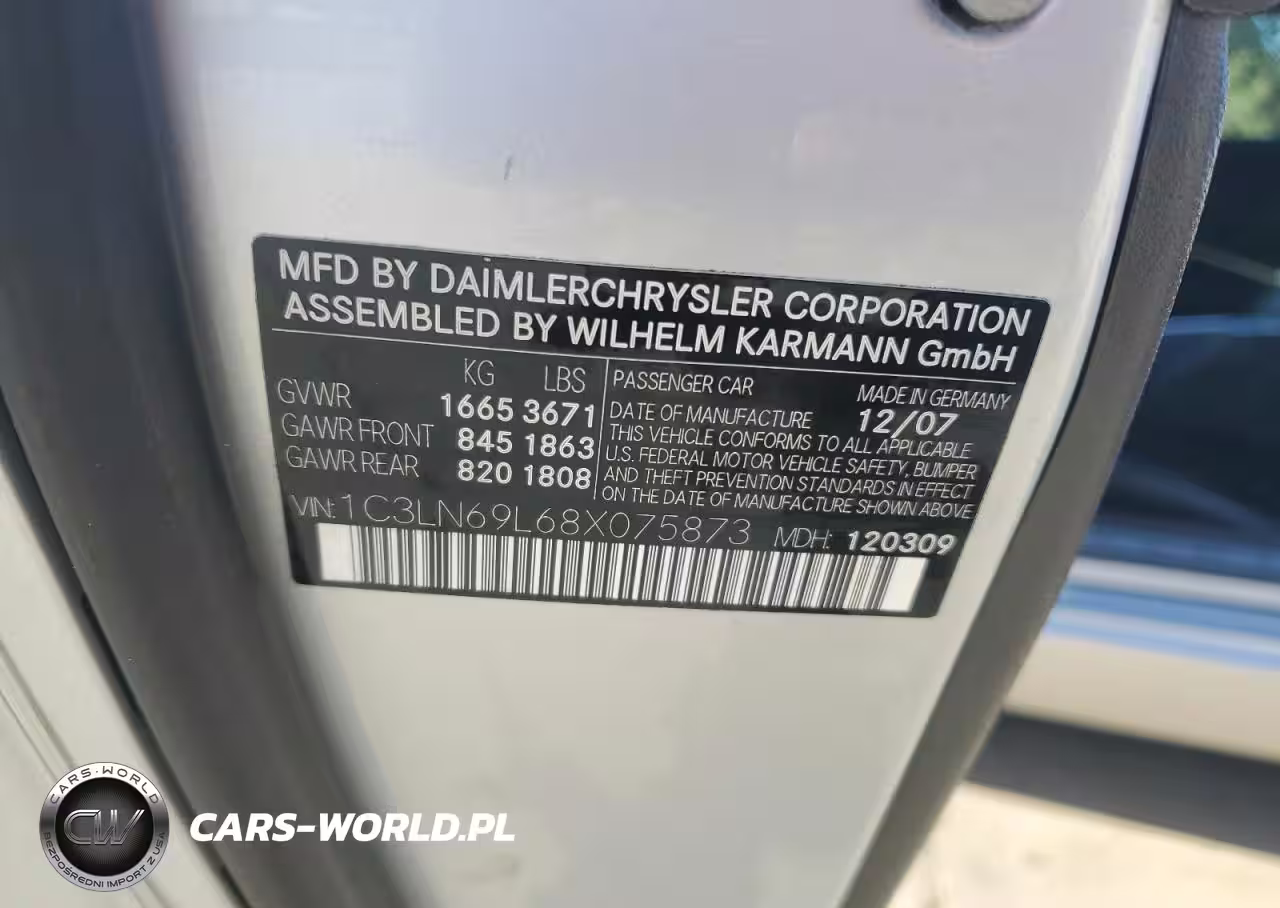 MFD BY DAIMLERCHRYSLER CORPORATION
ASSEMBLED BY WILHELM KARMANN GmbH
KG LBS
GVWR 1665 3671
GAWR FRONT 845 1863
GAWR REAR 820 1808
PASSENGER CAR MADE IN GERMANY
DATE OF MANUFACTURE 12/07
THIS VEHICLE CONFORMS TO ALL APPLICABLE
U.S. FEDERAL MOTOR VEHICLE SAFETY, BUMPER
AND THEFT PREVENTION STANDARDS IN EFFECT
ON THE DATE OF MANUFACTURE SHOWN ABOVE
VIN: 1C3LN69L68X075873 MDH: 120309
CARS-WORLD
CW
BEZPOŚREDNI IMPORT Z USA
CARS-WORLD.PL